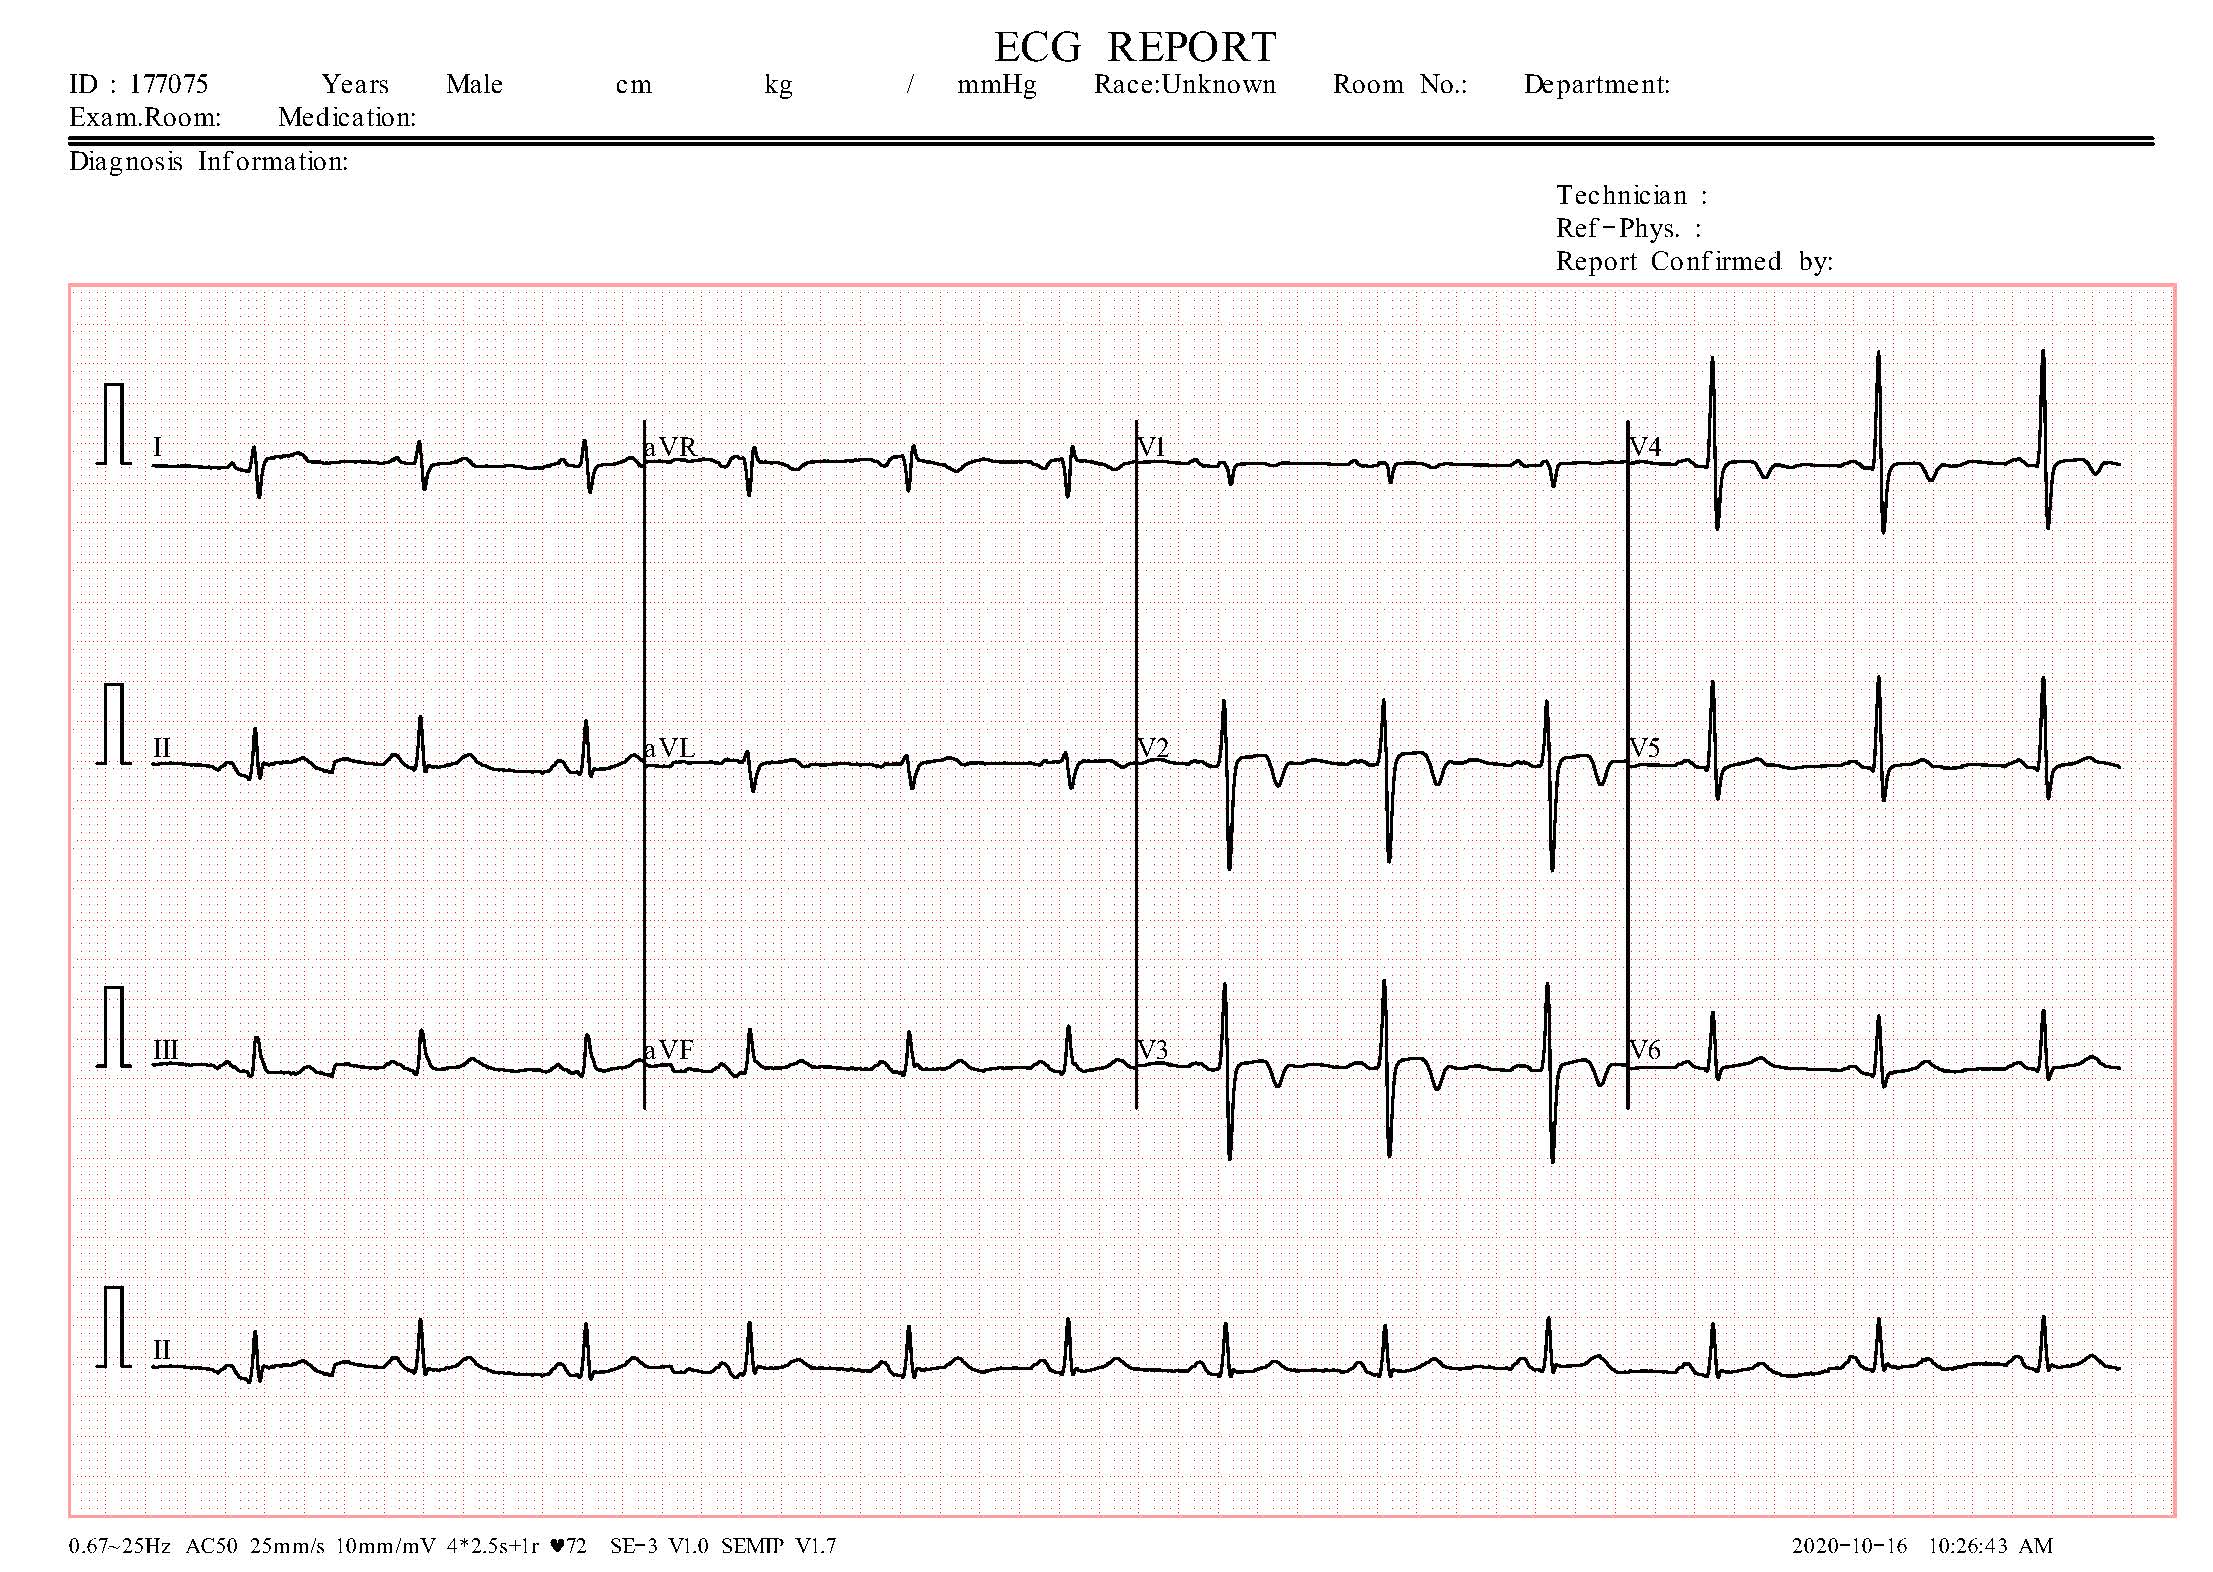 ECG REPORT
ID : 177075 Years Male cm kg / mmHg Race:Unknown Room No.: Department:
Exam.Room: Medication:
Diagnosis Information:
Technician :
Ref-Phys. :
Report Confirmed by:
I aVR V1 V4
II aVL V2 V5
III aVF V3 V6
II
0.67~25Hz AC50 25mm/s 10mm/mV 4*2.5s+1r ♥72 SE-3 V1.0 SEMIP V1.7 2020-10-16 10:26:43 AM